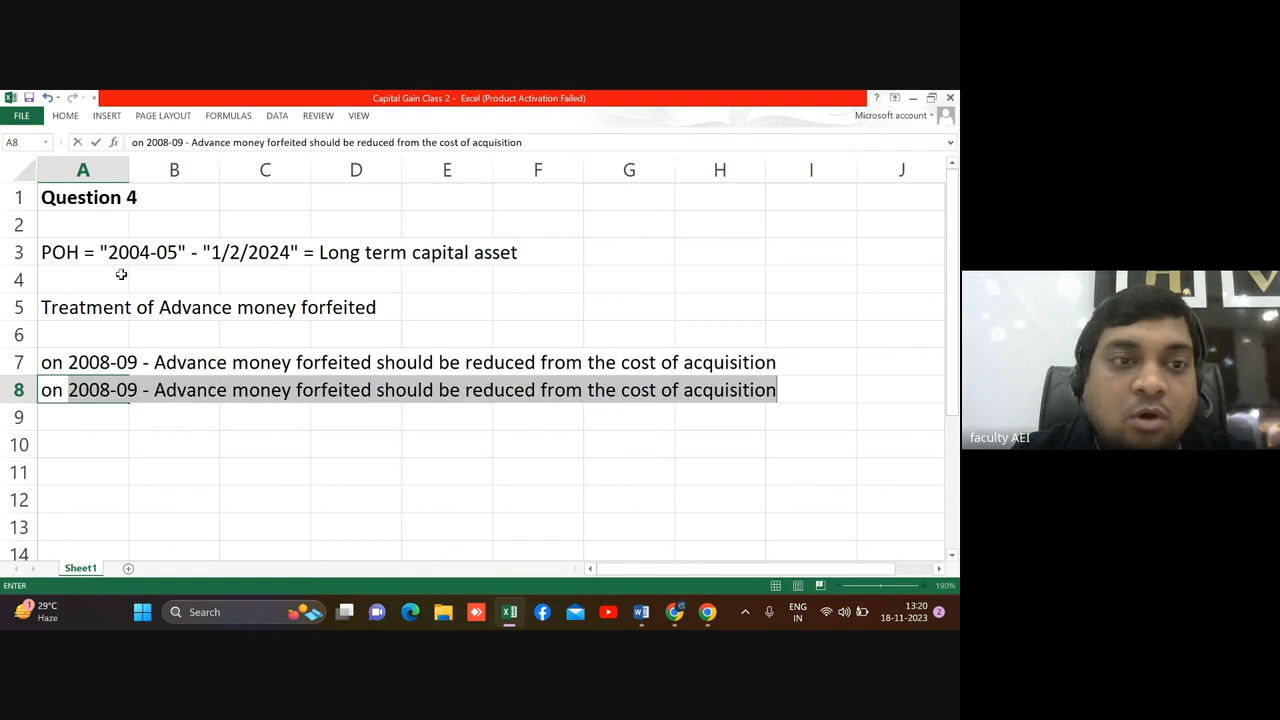 Capital Gain Class 2 - Excel (Product Activation Failed)
?
FILE HOME INSERT PAGE LAYOUT FORMULAS DATA REVIEW VIEW Microsoft account
A8 fx on 2008-09 - Advance money forfeited should be reduced from the cost of acquisition
A B C D E F G H I J
1 Question 4
2
3 POH = "2004-05" - "1/2/2024" = Long term capital asset
4
5 Treatment of Advance money forfeited
6
7 on 2008-09 - Advance money forfeited should be reduced from the cost of acquisition
8 on 2008-09 - Advance money forfeited should be reduced from the cost of acquisition
9
10
11
12
13
14
faculty AEI
Sheet1
ENTER 190%
1 29°C
Haze
Search
ENG
IN
13:20
18-11-2023
2